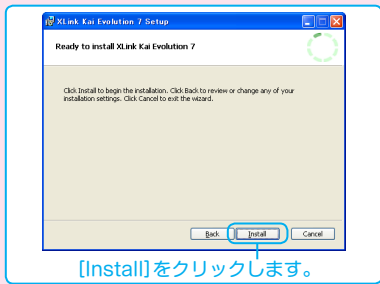 XLink Kai Evolution 7 Setup
Ready to install XLink Kai Evolution 7
Click Install to begin the installation. Click Back to review or change any of your
installation settings. Click Cancel to exit the wizard.
Back Install Cancel
[Install]をクリックします。